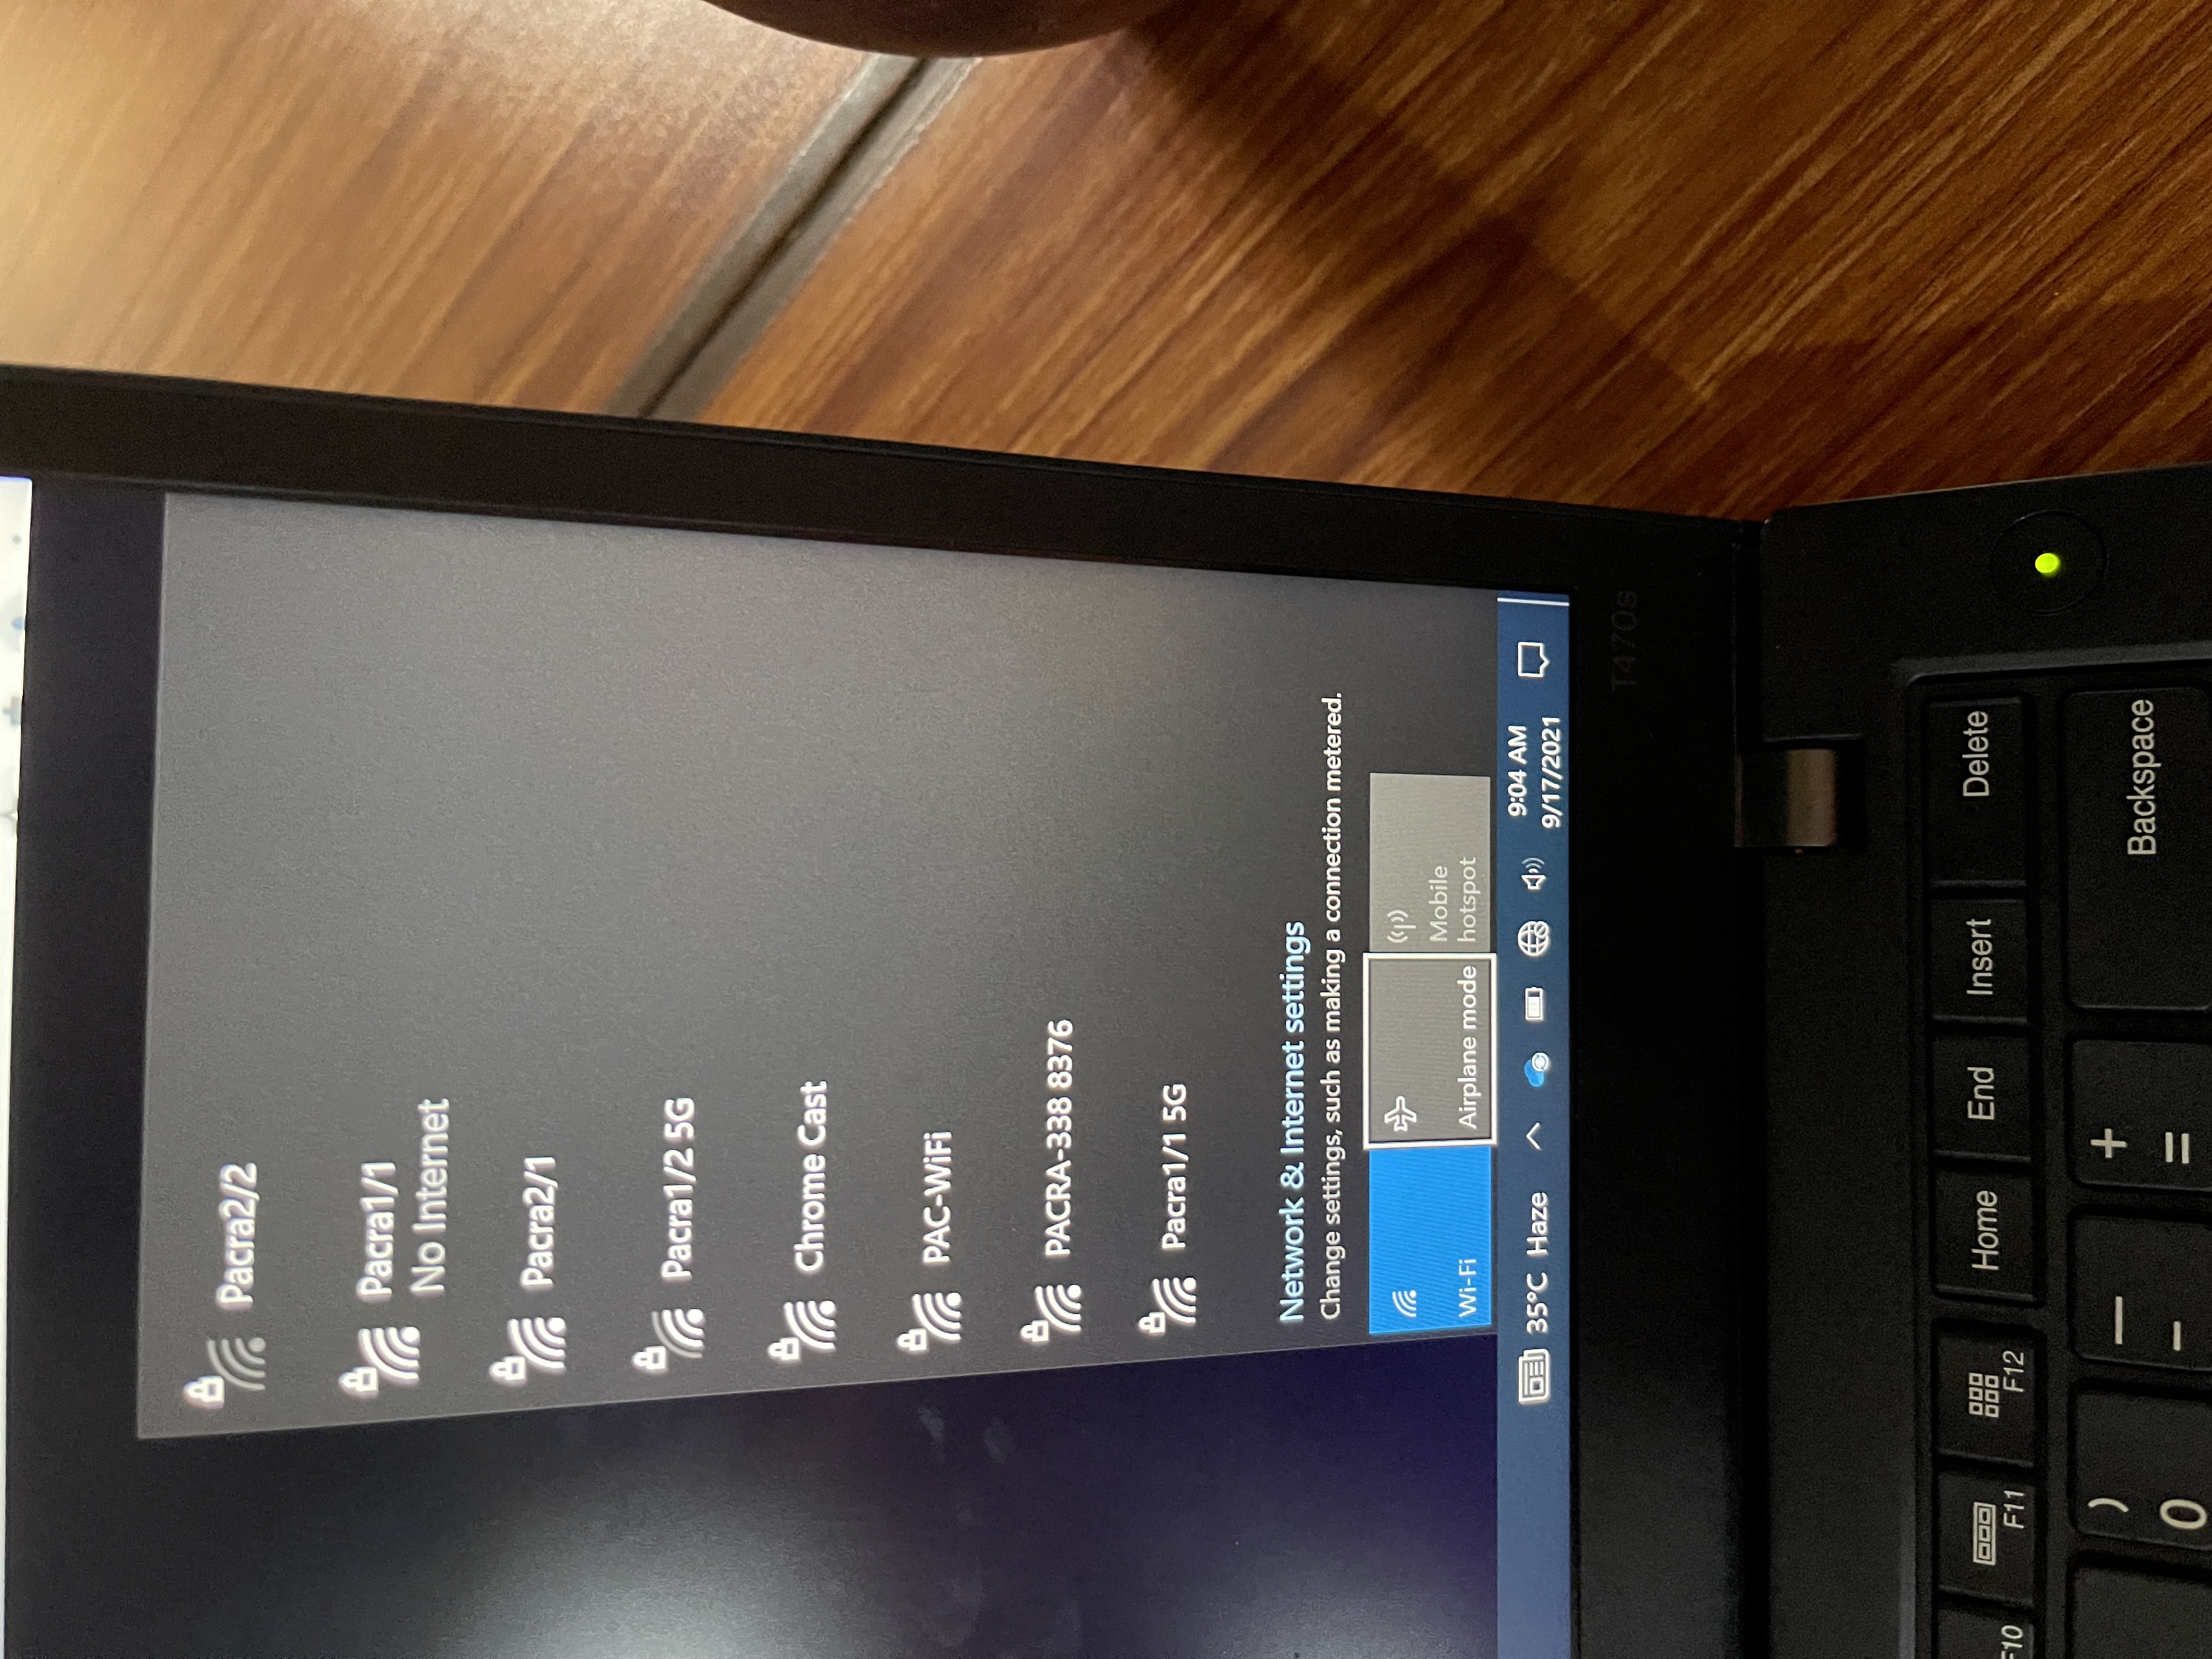 Pacra2/2
Pacra1/1
No Internet
Pacra2/1
Pacra1/2 5G
Chrome Cast
PAC-WiFi
PACRA-338 8376
Pacra1/1 5G
Network & Internet settings
Change settings, such as making a connection metered.
Wi-Fi
Airplane mode
Mobile
hotspot
35°C Haze
9:04 AM
9/17/2021
T470s
F10
F11
F12
Home
End
Insert
Delete
)
0
—
-
+
=
Backspace